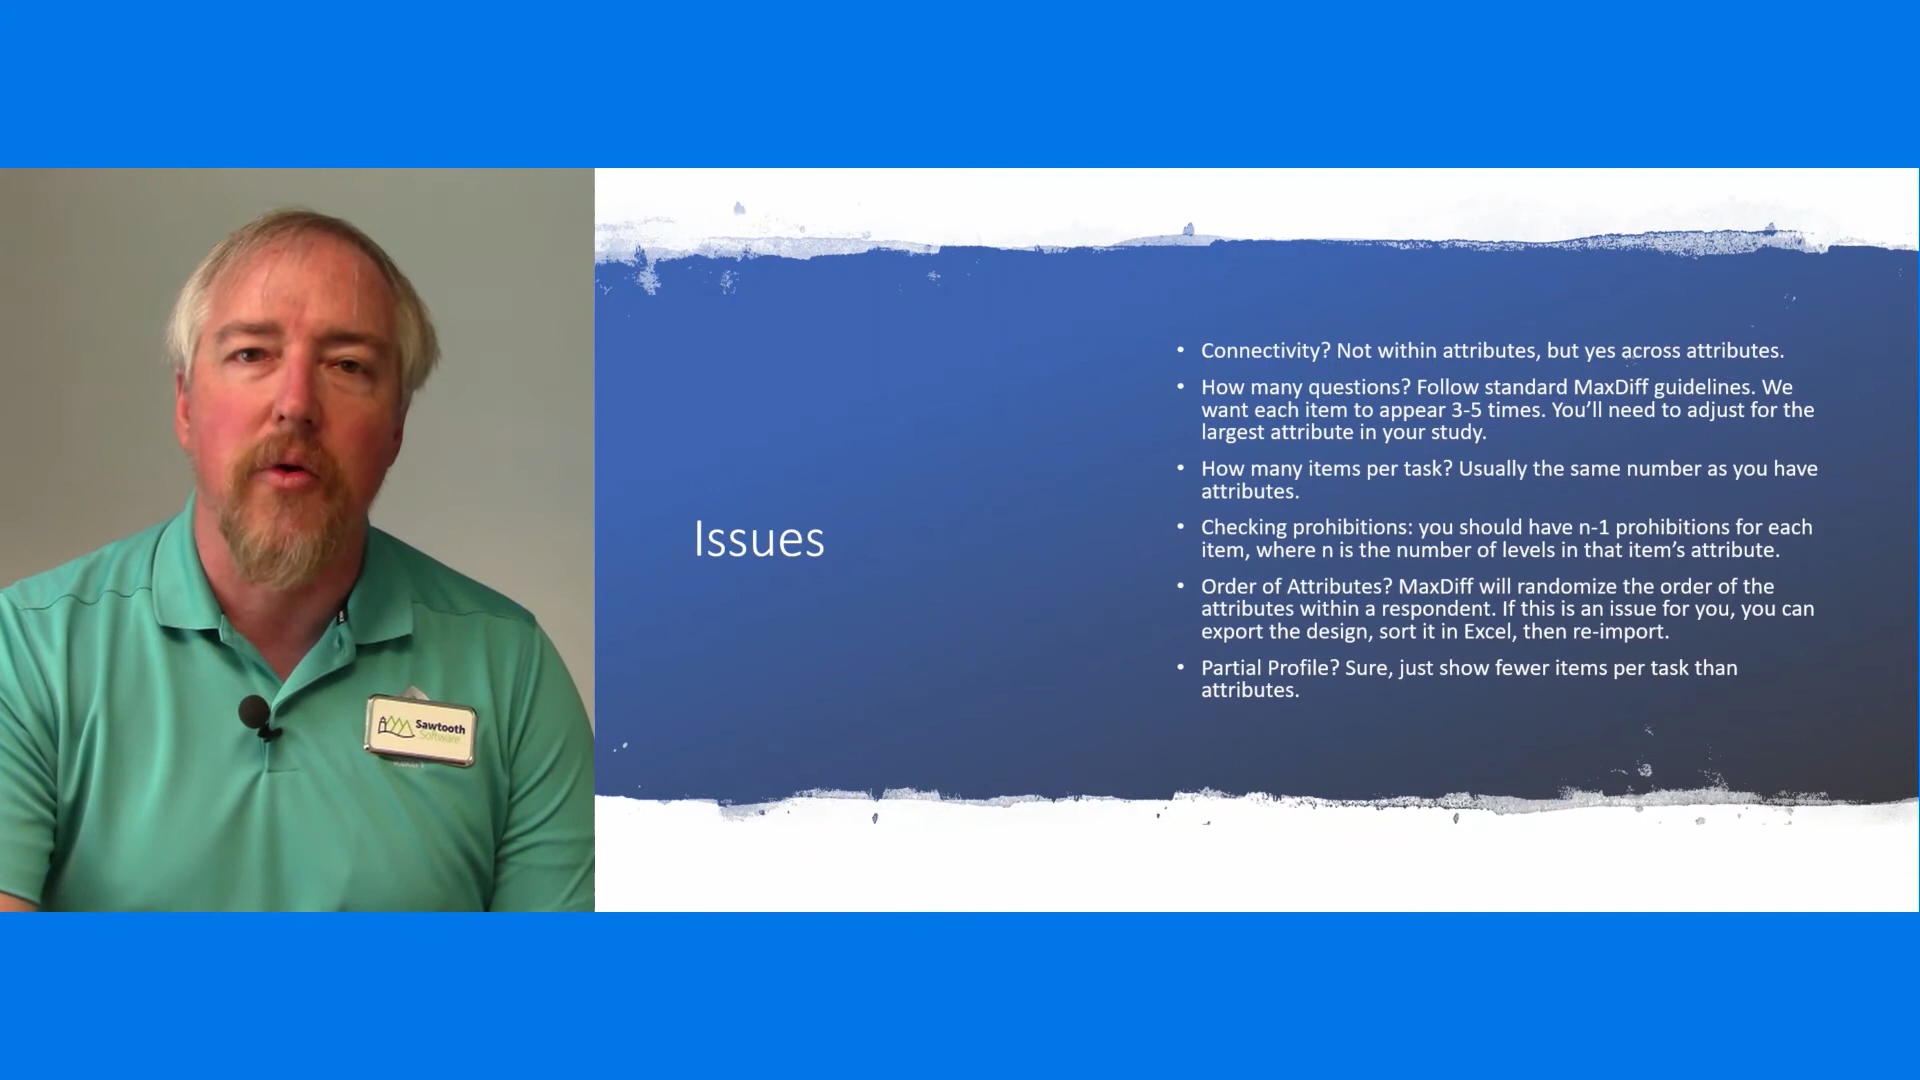 Issues
• Connectivity? Not within attributes, but yes across attributes.
• How many questions? Follow standard MaxDiff guidelines. We
want each item to appear 3-5 times. You’ll need to adjust for the
largest attribute in your study.
• How many items per task? Usually the same number as you have
attributes.
• Checking prohibitions: you should have n-1 prohibitions for each
item, where n is the number of levels in that item’s attribute.
• Order of Attributes? MaxDiff will randomize the order of the
attributes within a respondent. If this is an issue for you, you can
export the design, sort it in Excel, then re-import.
• Partial Profile? Sure, just show fewer items per task than
attributes.
Sawtooth
Software